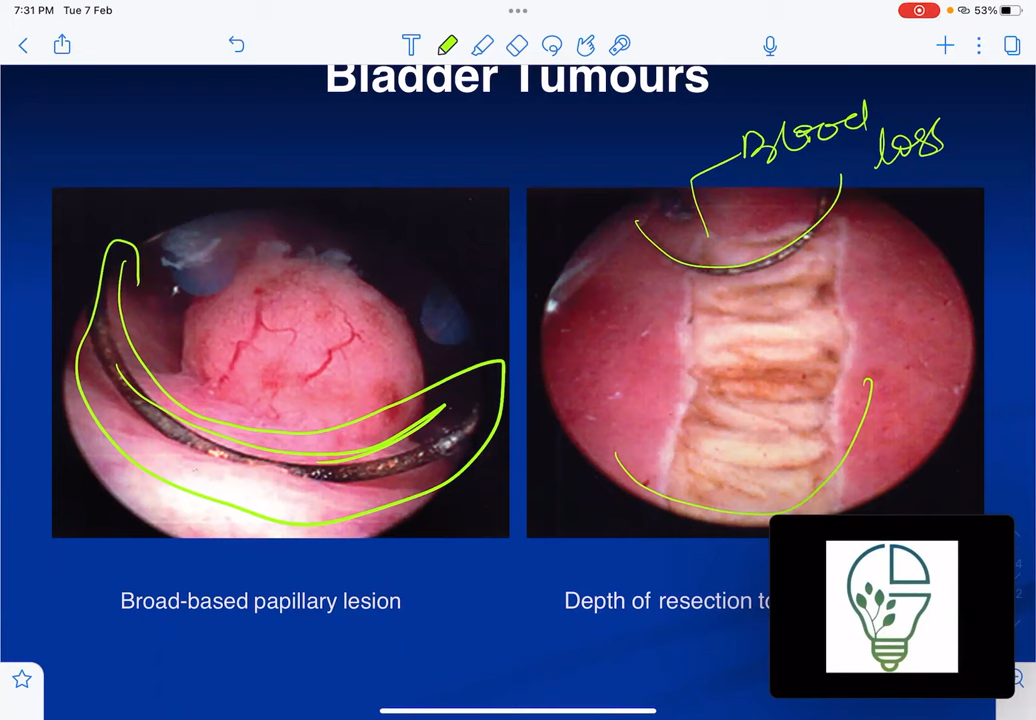 7:31 PM Tue 7 Feb
53%
Bladder Tumours
Blood loss
Broad-based papillary lesion
Depth of resection to